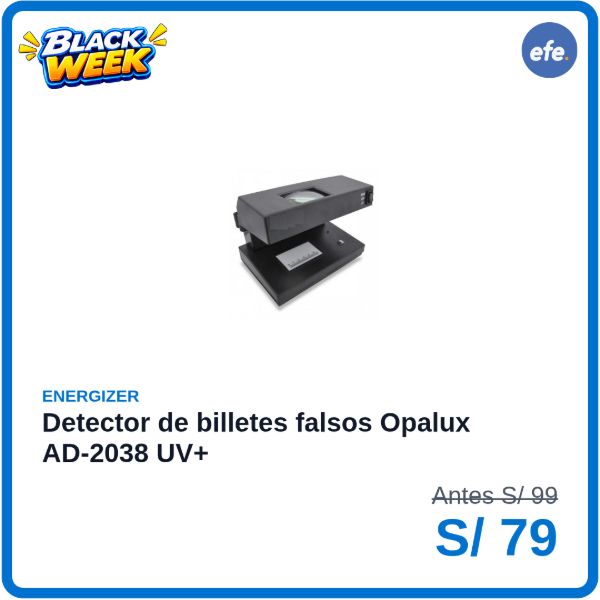 BLACK
WEEK
efe.
ENERGIZER
Detector de billetes falsos Opalux
AD-2038 UV+
Antes S/ 99
S/ 79